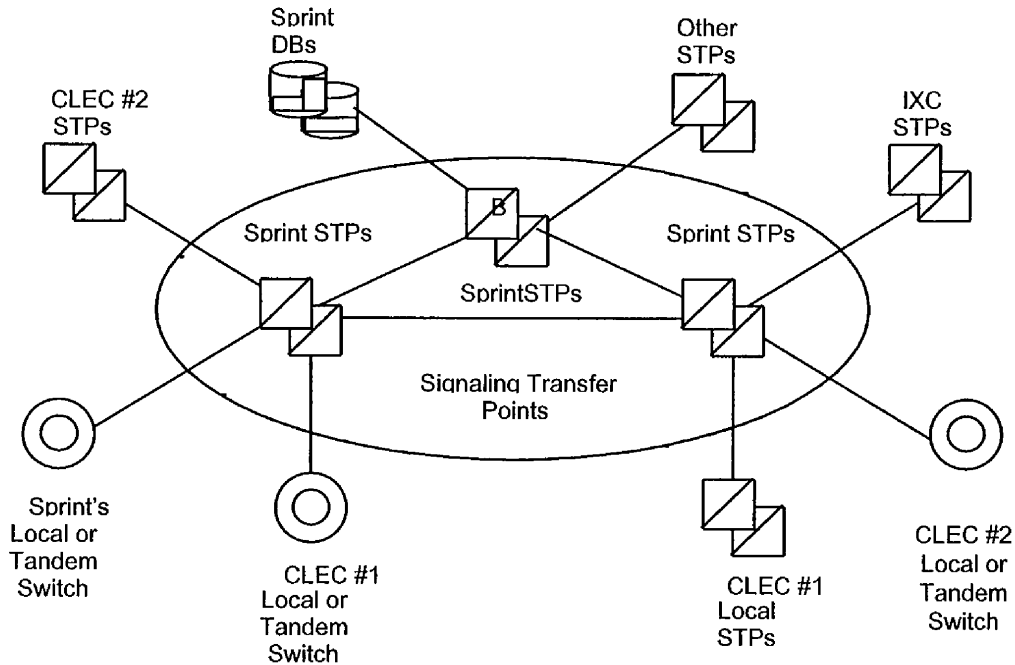 Sprint
DBs
Other
STPs
CLEC #2
STPs
IXC
STPs
B
Sprint STPs
Sprint STPs
SprintSTPs
Signaling Transfer
Points
Sprint's
Local or
Tandem
Switch
CLEC #1
Local or
Tandem
Switch
CLEC #1
Local
STPs
CLEC #2
Local or
Tandem
Switch